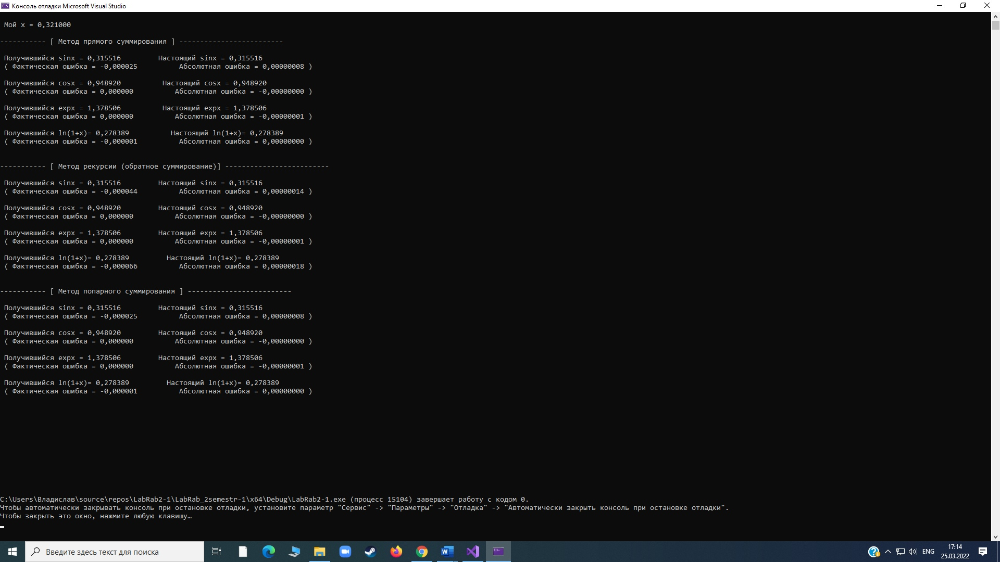 Консоль отладки Microsoft Visual Studio
Мой x = 0,321000
----------- [ Метод прямого суммирования ] -------------------------
Получившийся sinx = 0,315516 Настоящий sinx = 0,315516
( Фактическая ошибка = -0,000025 Абсолютная ошибка = 0,00000008 )
Получившийся cosx = 0,948920 Настоящий cosx = 0,948920
( Фактическая ошибка = 0,000000 Абсолютная ошибка = -0,00000000 )
Получившийся expx = 1,378506 Настоящий expx = 1,378506
( Фактическая ошибка = 0,000000 Абсолютная ошибка = -0,00000001 )
Получившийся ln(1+x)= 0,278389 Настоящий ln(1+x)= 0,278389
( Фактическая ошибка = -0,000001 Абсолютная ошибка = 0,00000000 )
----------- [ Метод рекурсии (обратное суммирование)] -------------------------
Получившийся sinx = 0,315516 Настоящий sinx = 0,315516
( Фактическая ошибка = -0,000044 Абсолютная ошибка = 0,00000014 )
Получившийся cosx = 0,948920 Настоящий cosx = 0,948920
( Фактическая ошибка = 0,000000 Абсолютная ошибка = -0,00000000 )
Получившийся expx = 1,378506 Настоящий expx = 1,378506
( Фактическая ошибка = 0,000000 Абсолютная ошибка = -0,00000001 )
Получившийся ln(1+x)= 0,278389 Настоящий ln(1+x)= 0,278389
( Фактическая ошибка = -0,000066 Абсолютная ошибка = 0,00000018 )
----------- [ Метод попарного суммирования ] -------------------------
Получившийся sinx = 0,315516 Настоящий sinx = 0,315516
( Фактическая ошибка = -0,000025 Абсолютная ошибка = 0,00000008 )
Получившийся cosx = 0,948920 Настоящий cosx = 0,948920
( Фактическая ошибка = 0,000000 Абсолютная ошибка = -0,00000000 )
Получившийся expx = 1,378506 Настоящий expx = 1,378506
( Фактическая ошибка = 0,000000 Абсолютная ошибка = -0,00000001 )
Получившийся ln(1+x)= 0,278389 Настоящий ln(1+x)= 0,278389
( Фактическая ошибка = -0,000001 Абсолютная ошибка = 0,00000000 )
C:\Users\Владислав\source\repos\LabRab2-1\LabRab_2semestr-1\x64\Debug\LabRab2-1.exe (процесс 15104) завершает работу с кодом 0.
Чтобы автоматически закрывать консоль при остановке отладки, установите параметр "Сервис" -> "Параметры" -> "Отладка" -> "Автоматически закрыть консоль при остановке отладки".
Чтобы закрыть это окно, нажмите любую клавишу…
Введите здесь текст для поиска
ENG
17:14
25.03.2022